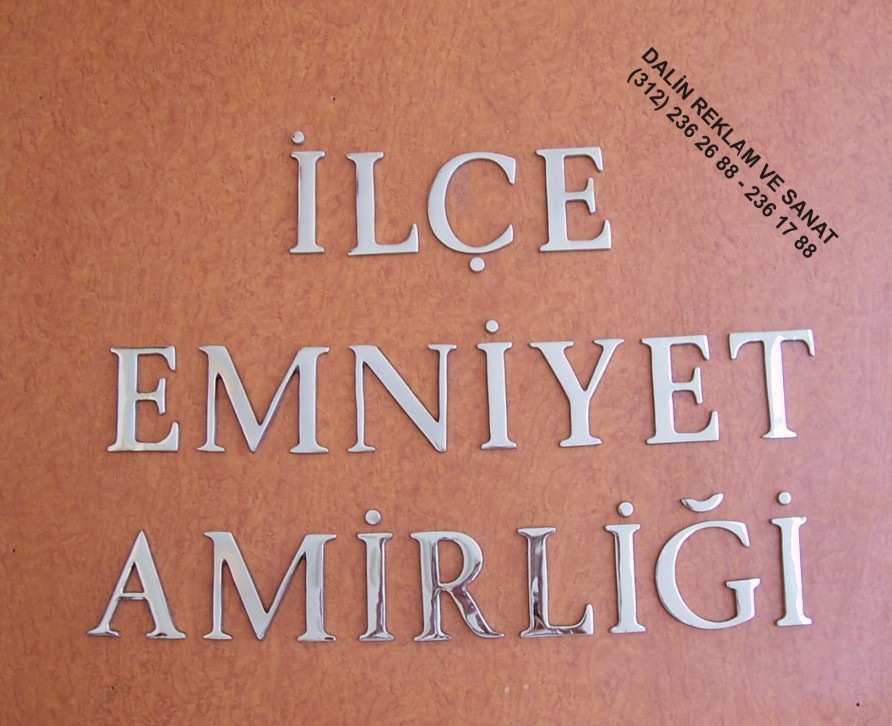 DALİN REKLAM VE SANAT
(312) 236 26 88 - 236 17 88
İLÇE
EMNİYET
AMİRLİĞİ